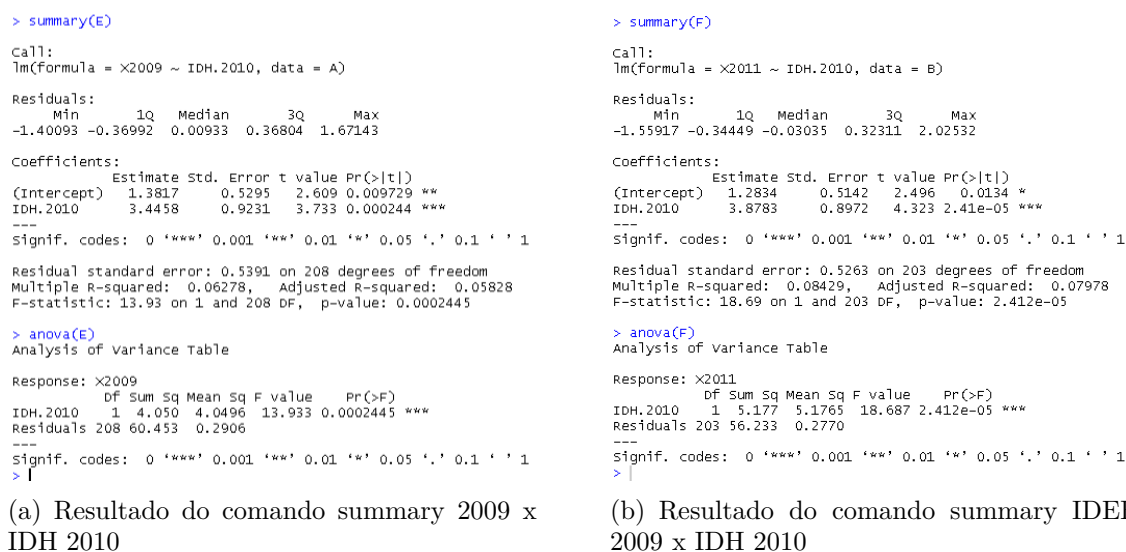 > summary(E)
Call:
lm(formula = X2009 ~ IDH.2010, data = A)
Residuals:
Min 1Q Median 3Q Max
-1.40093 -0.36992 0.00933 0.36804 1.67143
Coefficients:
Estimate Std. Error t value Pr(>|t|)
(Intercept) 1.3817 0.5295 2.609 0.009729 **
IDH.2010 3.4458 0.9231 3.733 0.000244 ***
---
Signif. codes: 0 ‘***’ 0.001 ‘**’ 0.01 ‘*’ 0.05 ‘.’ 0.1 ‘ ’ 1
Residual standard error: 0.5391 on 208 degrees of freedom
Multiple R-squared: 0.06278, Adjusted R-squared: 0.05828
F-statistic: 13.93 on 1 and 208 DF, p-value: 0.0002445
> anova(E)
Analysis of Variance Table
Response: X2009
Df Sum Sq Mean Sq F value Pr(>F)
IDH.2010 1 4.050 4.0496 13.933 0.0002445 ***
Residuals 208 60.453 0.2906
---
Signif. codes: 0 ‘***’ 0.001 ‘**’ 0.01 ‘*’ 0.05 ‘.’ 0.1 ‘ ’ 1
>
(a) Resultado do comando summary 2009 x
IDH 2010
> summary(F)
Call:
lm(formula = X2011 ~ IDH.2010, data = B)
Residuals:
Min 1Q Median 3Q Max
-1.55917 -0.34449 -0.03035 0.32311 2.02532
Coefficients:
Estimate Std. Error t value Pr(>|t|)
(Intercept) 1.2834 0.5142 2.496 0.0134 *
IDH.2010 3.8783 0.8972 4.323 2.41e-05 ***
---
Signif. codes: 0 ‘***’ 0.001 ‘**’ 0.01 ‘*’ 0.05 ‘.’ 0.1 ‘ ’ 1
Residual standard error: 0.5263 on 203 degrees of freedom
Multiple R-squared: 0.08429, Adjusted R-squared: 0.07978
F-statistic: 18.69 on 1 and 203 DF, p-value: 2.412e-05
> anova(F)
Analysis of Variance Table
Response: X2011
Df Sum Sq Mean Sq F value Pr(>F)
IDH.2010 1 5.177 5.1765 18.687 2.412e-05 ***
Residuals 203 56.233 0.2770
---
Signif. codes: 0 ‘***’ 0.001 ‘**’ 0.01 ‘*’ 0.05 ‘.’ 0.1 ‘ ’ 1
>
(b) Resultado do comando summary
2009 x IDH 2010